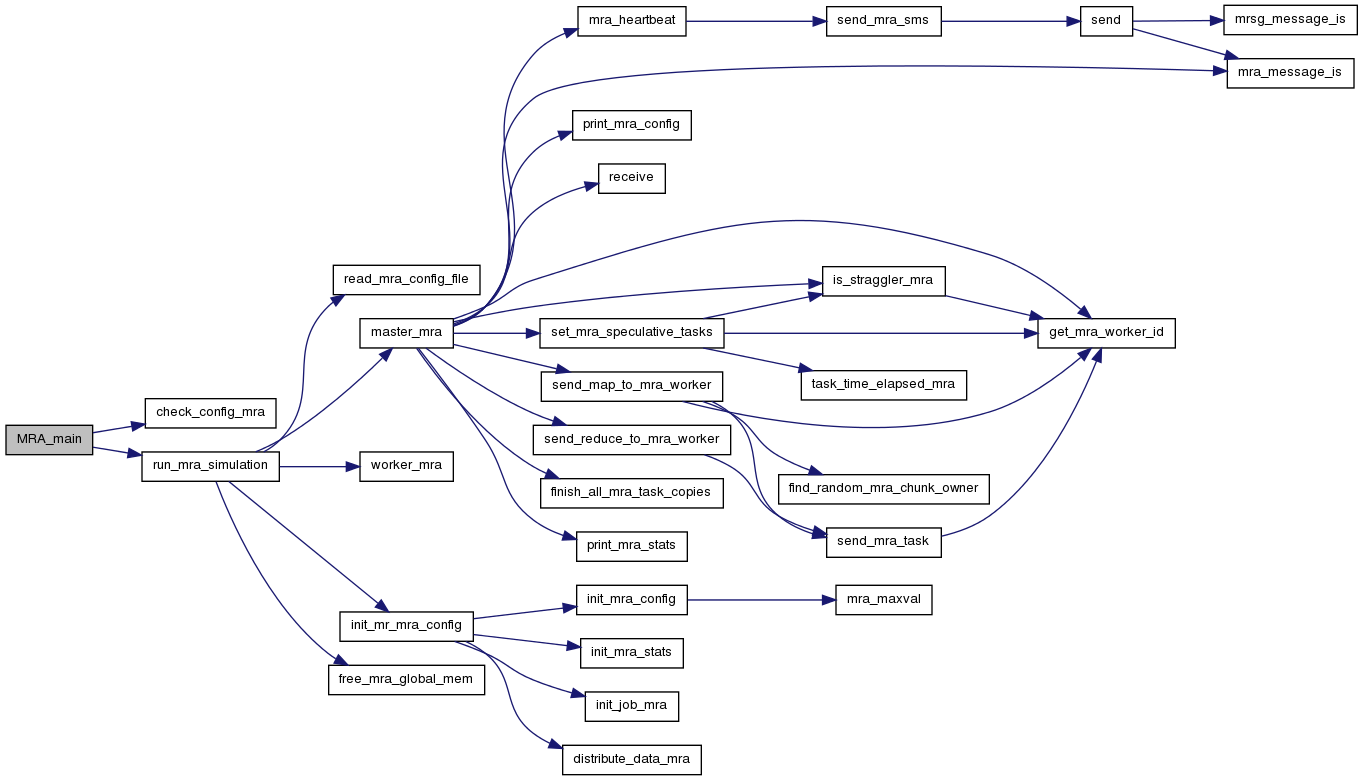 mra_heartbeat
send_mra_sms
send
mrsg_message_is
mra_message_is
print_mra_config
receive
read_mra_config_file
is_straggler_mra
master_mra
set_mra_speculative_tasks
get_mra_worker_id
send_map_to_mra_worker
task_time_elapsed_mra
check_config_mra
MRA_main
send_reduce_to_mra_worker
run_mra_simulation
worker_mra
finish_all_mra_task_copies
find_random_mra_chunk_owner
print_mra_stats
send_mra_task
init_mra_config
mra_maxval
init_mr_mra_config
init_mra_stats
free_mra_global_mem
init_job_mra
distribute_data_mra